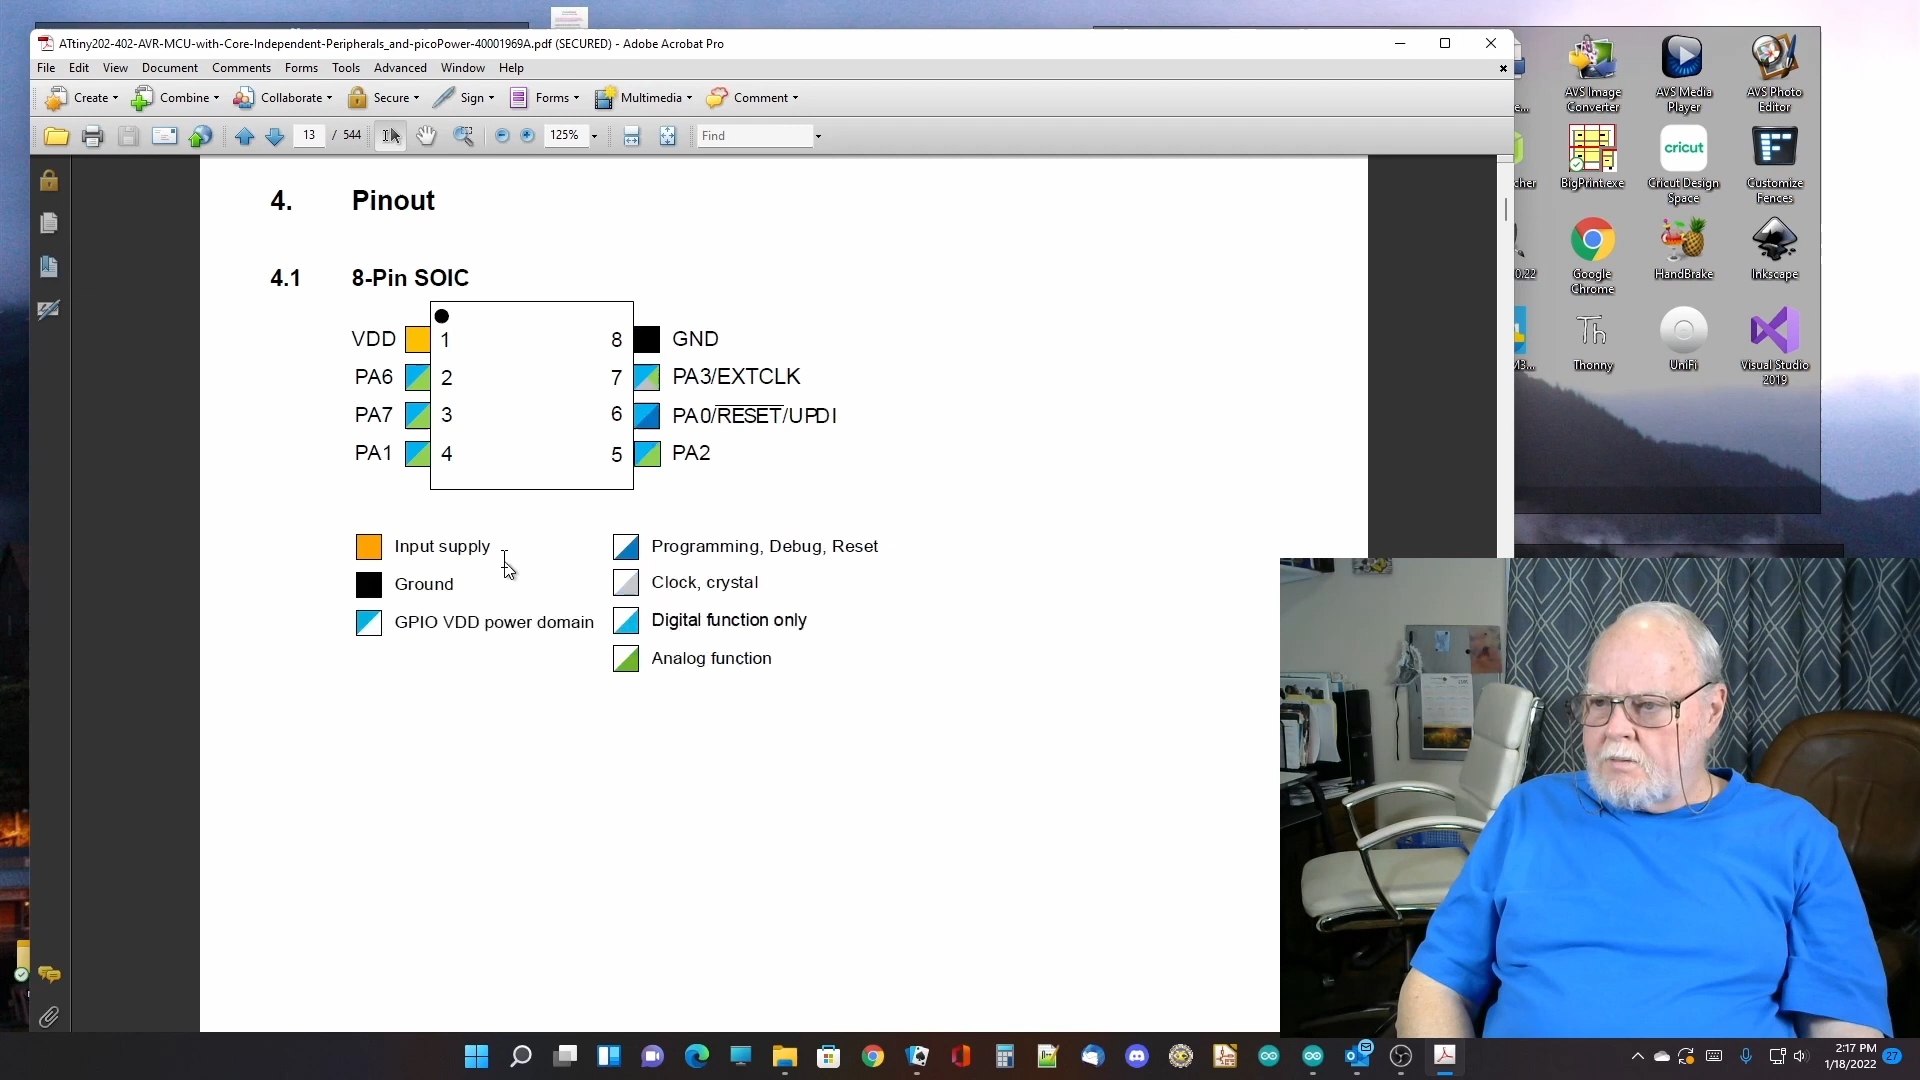 ATtiny202-402-AVR-MCU-with-Core-Independent-Peripherals_and-picoPower-40001969A.pdf (SECURED) - Adobe Acrobat Pro
File Edit View Document Comments Forms Tools Advanced Window Help
Create Combine Collaborate Secure Sign Forms Multimedia Comment
13 / 544 125% Find
4. Pinout
4.1 8-Pin SOIC
VDD 1 8 GND
PA6 2 7 PA3/EXTCLK
PA7 3 6 PA0/RESET/UPDI
PA1 4 5 PA2
Input supply Programming, Debug, Reset
Ground Clock, crystal
GPIO VDD power domain Digital function only
Analog function
AVS Image Converter
AVS Media Player
AVS Photo Editor
cricut
BigPrint.exe
Cricut Design Space
Customize Fences
Google Chrome
HandBrake
Inkscape
Th
Thonny
UniFi
Visual Studio 2019
2:17 PM
1/18/2022
27